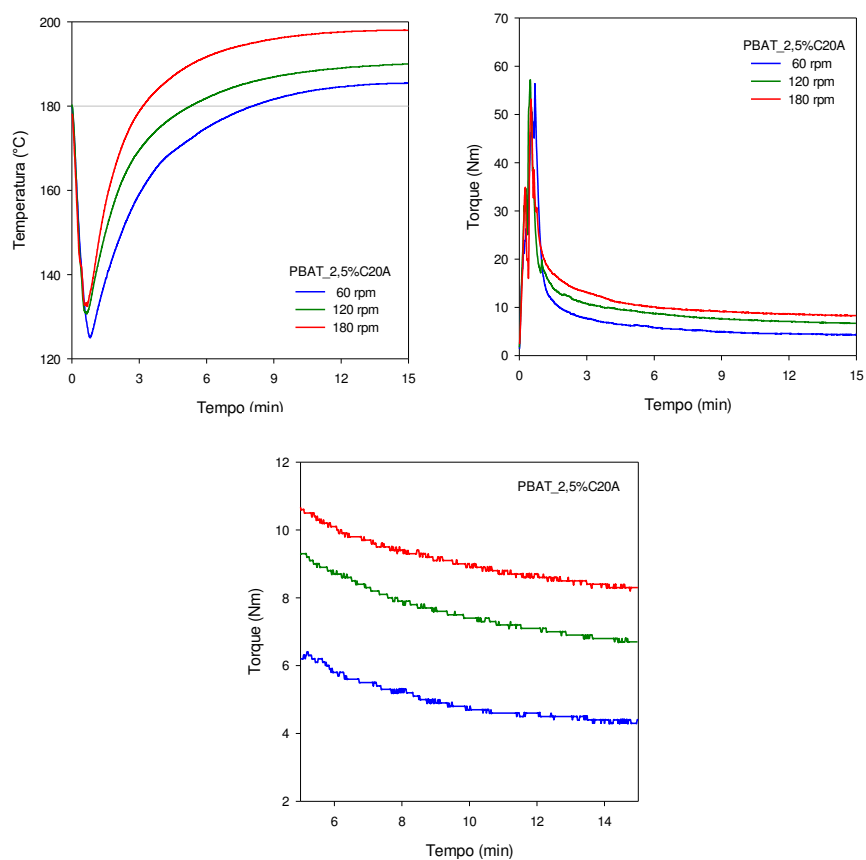 200
180
160
140
120
Temperatura (°C)
PBAT_2,5%C20A
60 rpm
120 rpm
180 rpm
0
3
6
9
12
15
Tempo (min)
70
60
50
40
30
20
10
0
Torque (Nm)
PBAT_2,5%C20A
60 rpm
120 rpm
180 rpm
0
3
6
9
12
15
Tempo (min)
12
10
8
6
4
2
Torque (Nm)
PBAT_2,5%C20A
6
8
10
12
14
Tempo (min)